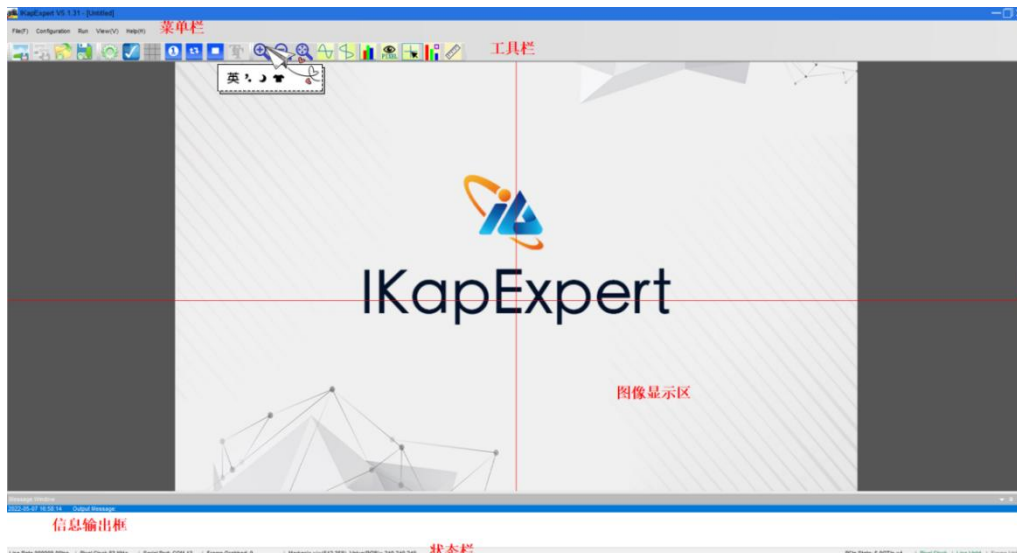 IKapExpert V5.1.31 - [Untitled]
File(F) Configuration Run View(V) Help(H) 菜单栏
工具栏
英
IKapExpert
图像显示区
Message Window
2022-05-07 16:58:14 Output Message:
信息输出框
状态栏